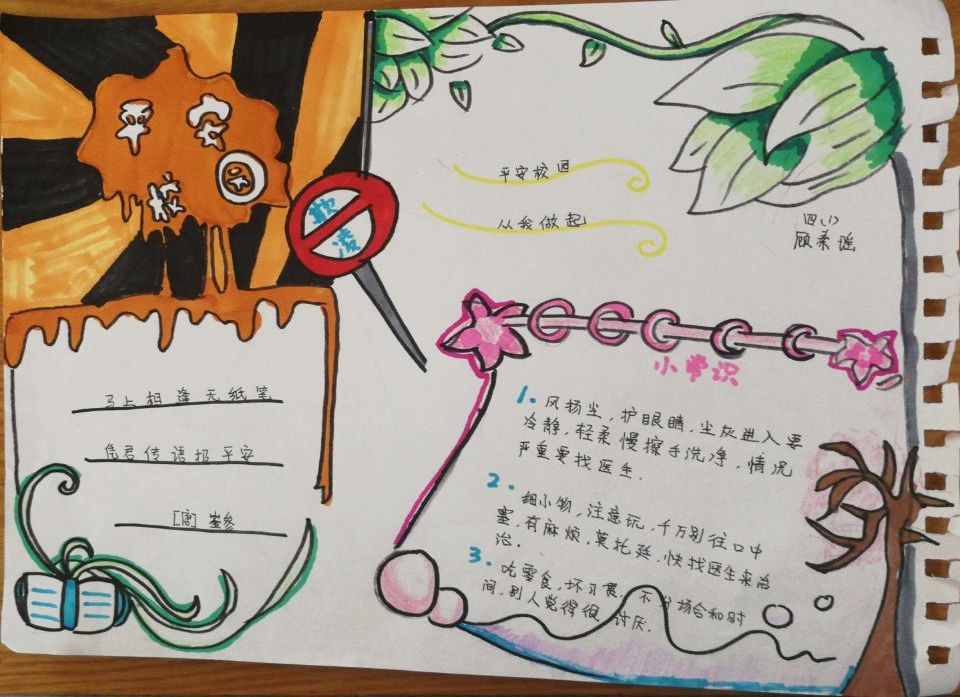 平安
校园
欺
凌
平安校园
从我做起
四(1)
顾柔瑶
马上相逢无纸笔
凭君传语报平安
[唐] 岑参
小常识
1. 风扬尘,护眼睛,尘灰进入要
冷静,轻柔慢擦手洗净,情况
严重要找医生.
2. 细小物,注意玩,千万别往口中
塞,有麻烦,莫托延,快找医生来治
治.
3. 吃零食,坏习惯.不分场合和时
间,别人觉得很讨厌.